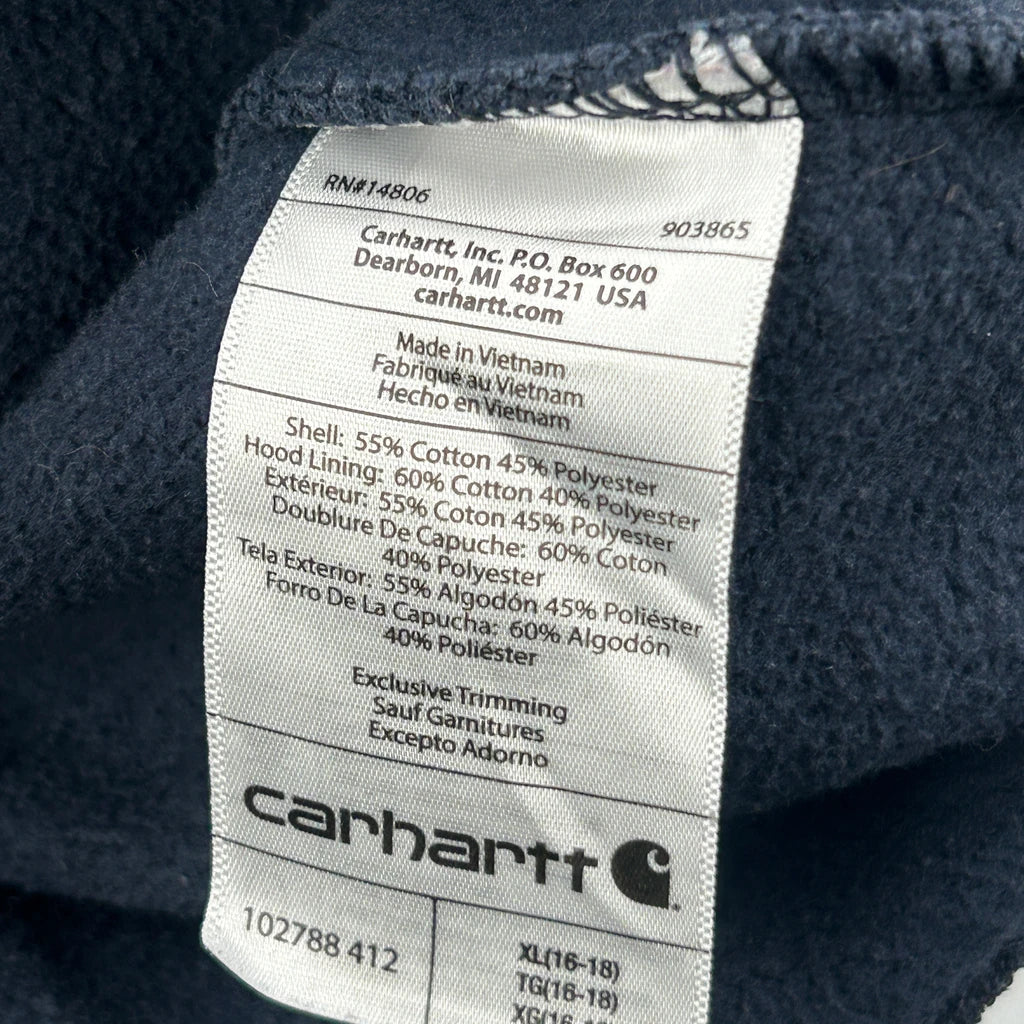 RN#14806
903865
Carhartt, Inc. P.O. Box 600
Dearborn, MI 48121 USA
carhartt.com
Made in Vietnam
Fabriqué au Vietnam
Hecho en Vietnam
Shell: 55% Cotton 45% Polyester
Hood Lining: 60% Cotton 40% Polyester
Extérieur: 55% Coton 45% Polyester
Doublure De Capuche: 60% Coton
40% Polyester
Tela Exterior: 55% Algodón 45% Poliéster
Forro De La Capucha: 60% Algodón
40% Poliéster
Exclusive Trimming
Sauf Garnitures
Excepto Adorno
carhartt
102788 412
XL(16-18)
TG(16-18)